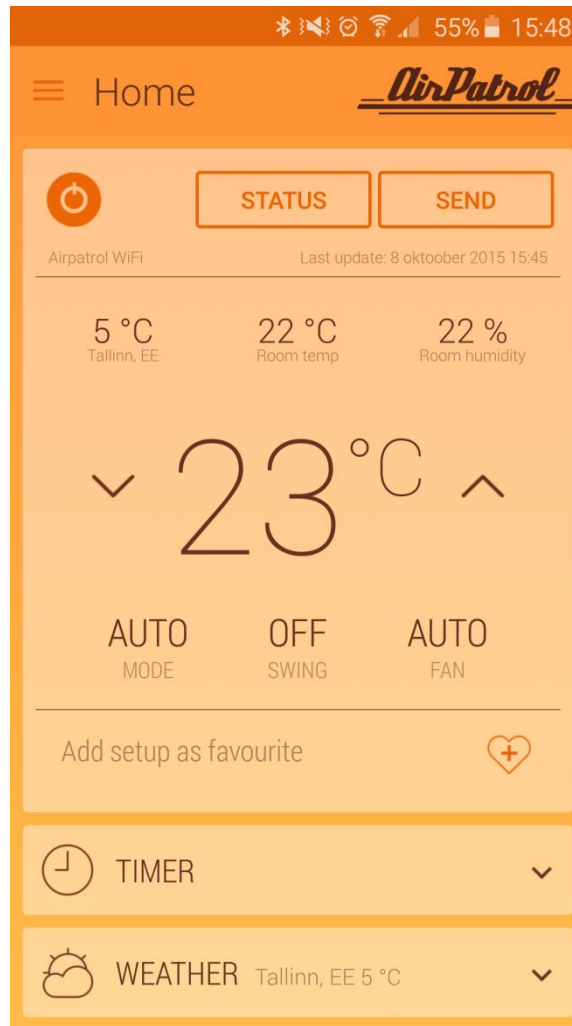 55% 15:48
Home AirPatrol
STATUS SEND
Airpatrol WiFi Last update: 8 oktoober 2015 15:45
5 °C 22 °C 22 %
Tallinn, EE Room temp Room humidity
23°C
AUTO OFF AUTO
MODE SWING FAN
Add setup as favourite
TIMER
WEATHER Tallinn, EE 5 °C